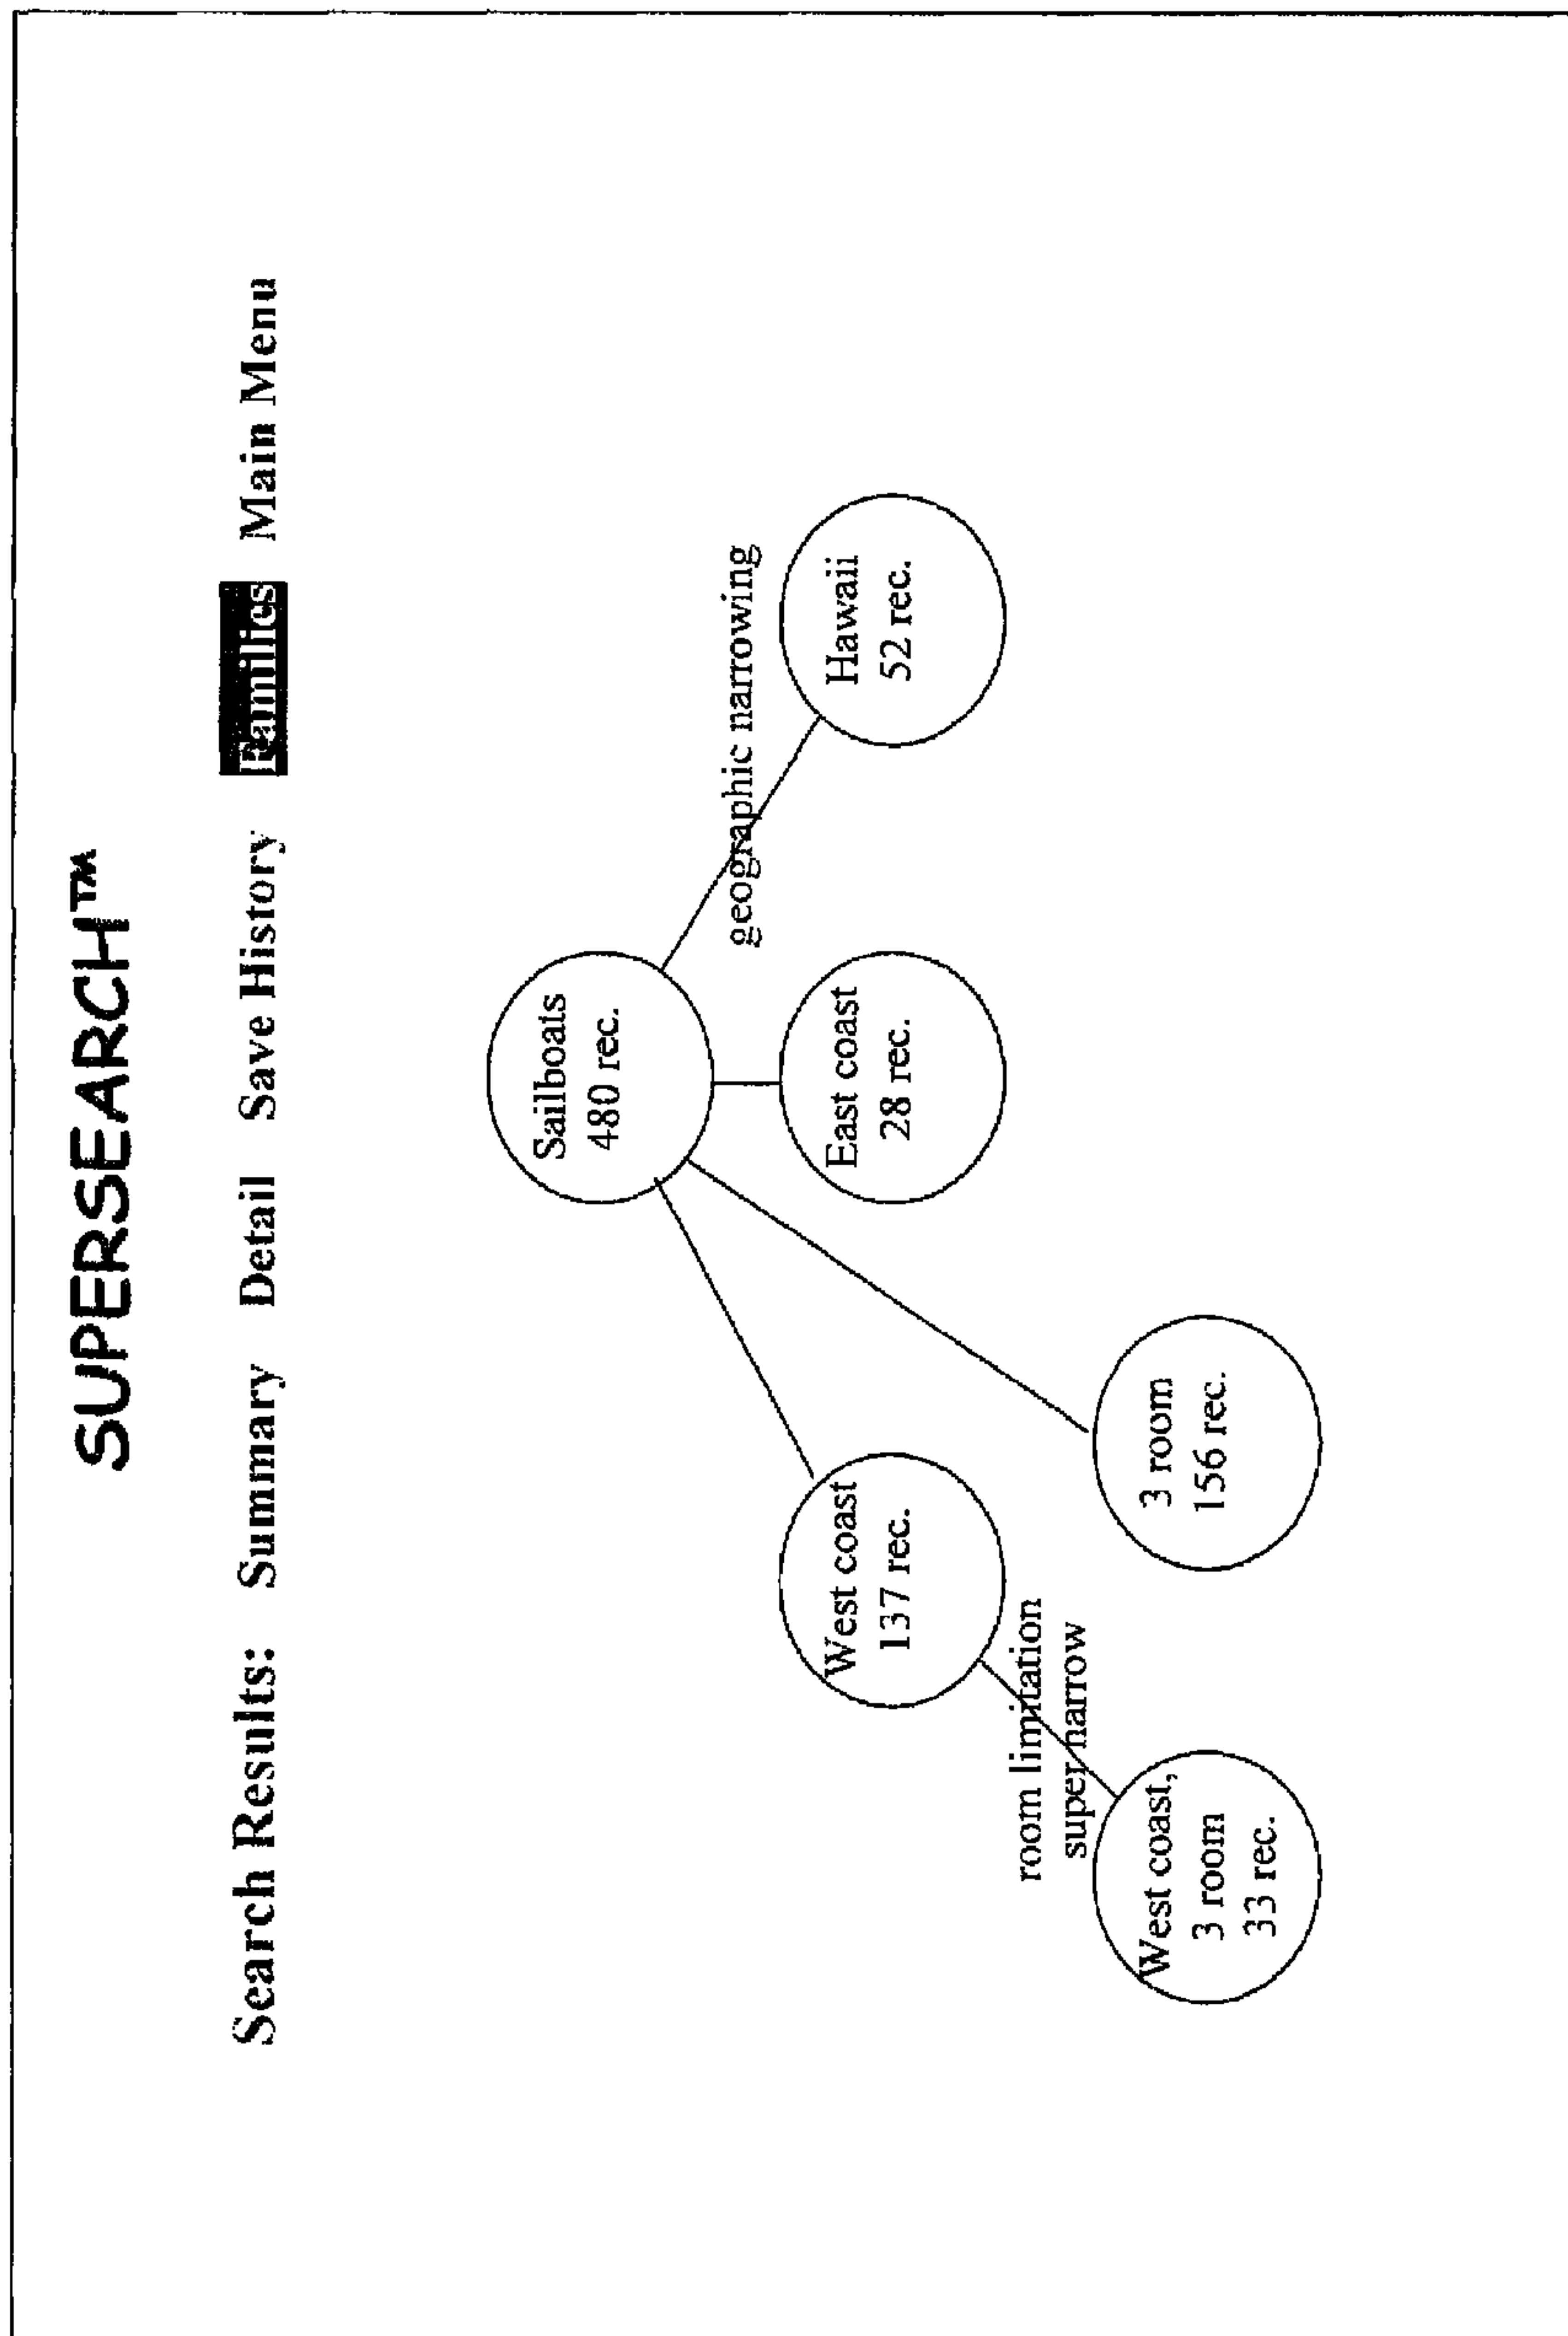 SUPERSEARCH™
Search Results: Summary Detail Save History Families Main Menu
Sailboats
480 rec.
geographic narrowing
West coast
137 rec.
East coast
28 rec.
Hawaii
52 rec.
room limitation
super narrow
West coast,
3 room
33 rec.
3 room
156 rec.